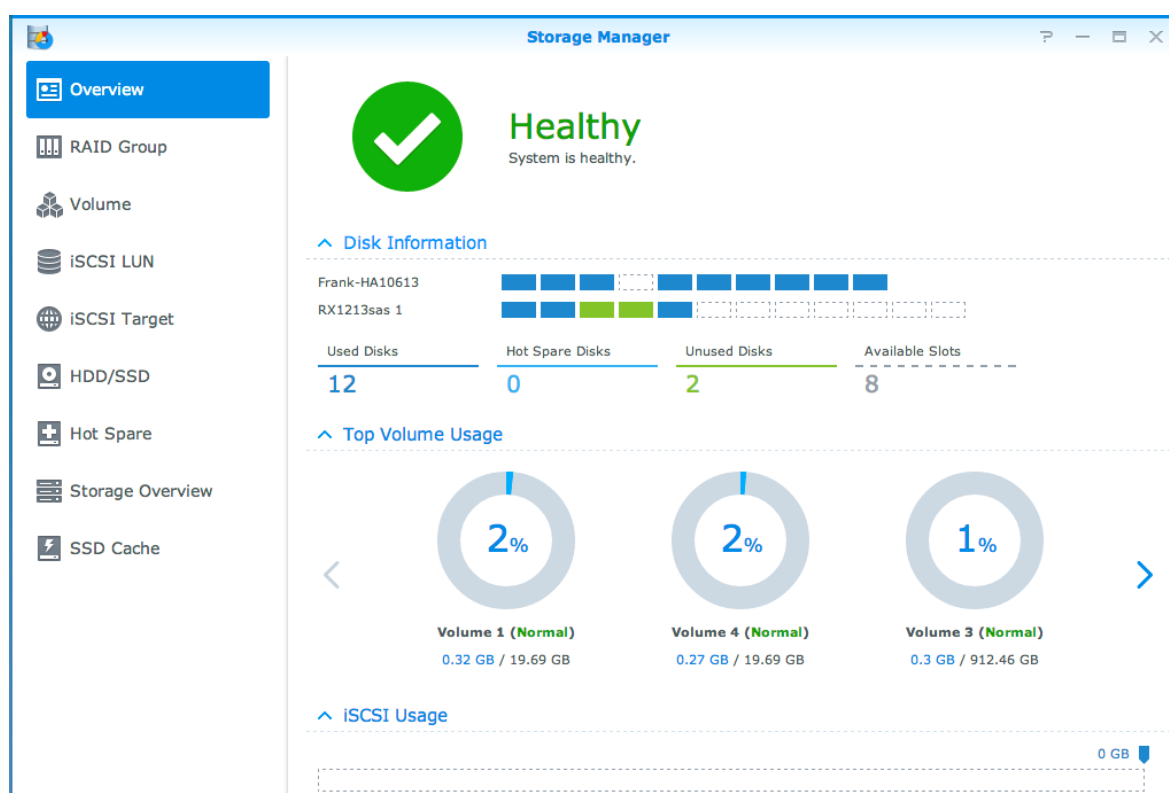 Storage Manager
?
Overview
RAID Group
Volume
iSCSI LUN
iSCSI Target
HDD/SSD
Hot Spare
Storage Overview
SSD Cache
Healthy
System is healthy.
Disk Information
Frank-HA10613
RX1213sas 1
Used Disks Hot Spare Disks Unused Disks Available Slots
12 0 2 8
Top Volume Usage
2% 2% 1%
Volume 1 (Normal) Volume 4 (Normal) Volume 3 (Normal)
0.32 GB / 19.69 GB 0.27 GB / 19.69 GB 0.3 GB / 912.46 GB
iSCSI Usage
0 GB